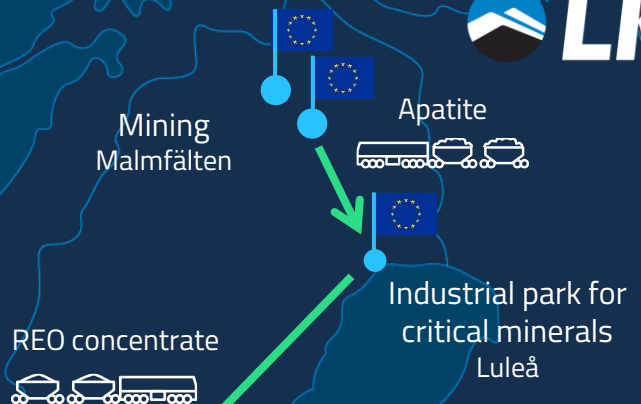 Mining
Malmfälten
Apatite
Industrial park for
critical minerals
Luleå
REO concentrate